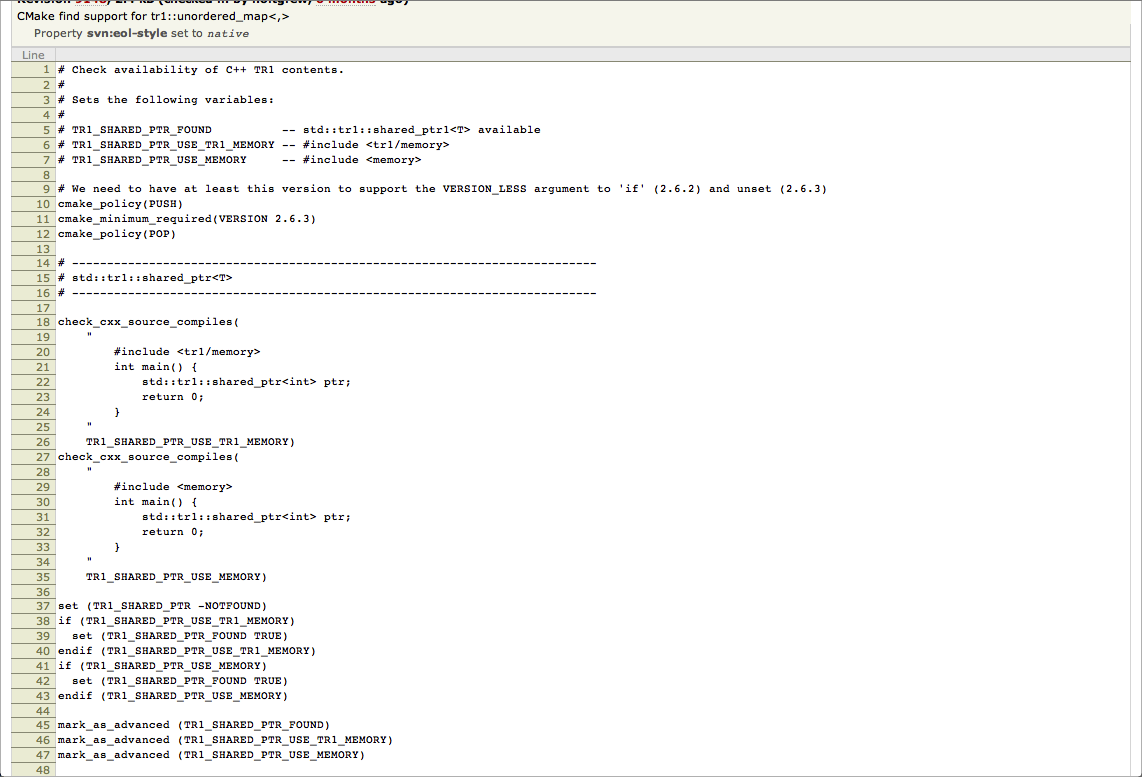 CMake find support for tr1::unordered_map<,>
Property svn:eol-style set to native
Line
1 # Check availability of C++ TR1 contents.
2 #
3 # Sets the following variables:
4 #
5 # TR1_SHARED_PTR_FOUND          -- std::tr1::shared_ptr1<T> available
6 # TR1_SHARED_PTR_USE_TR1_MEMORY -- #include <tr1/memory>
7 # TR1_SHARED_PTR_USE_MEMORY     -- #include <memory>
8
9 # We need to have at least this version to support the VERSION_LESS argument to 'if' (2.6.2) and unset (2.6.3)
10 cmake_policy(PUSH)
11 cmake_minimum_required(VERSION 2.6.3)
12 cmake_policy(POP)
13
14 # ---------------------------------------------------------------------------
15 # std::tr1::shared_ptr<T>
16 # ---------------------------------------------------------------------------
17
18 check_cxx_source_compiles(
19     "
20         #include <tr1/memory>
21         int main() {
22             std::tr1::shared_ptr<int> ptr;
23             return 0;
24         }
25     "
26     TR1_SHARED_PTR_USE_TR1_MEMORY)
27 check_cxx_source_compiles(
28     "
29         #include <memory>
30         int main() {
31             std::tr1::shared_ptr<int> ptr;
32             return 0;
33         }
34     "
35     TR1_SHARED_PTR_USE_MEMORY)
36
37 set (TR1_SHARED_PTR -NOTFOUND)
38 if (TR1_SHARED_PTR_USE_TR1_MEMORY)
39   set (TR1_SHARED_PTR_FOUND TRUE)
40 endif (TR1_SHARED_PTR_USE_TR1_MEMORY)
41 if (TR1_SHARED_PTR_USE_MEMORY)
42   set (TR1_SHARED_PTR_FOUND TRUE)
43 endif (TR1_SHARED_PTR_USE_MEMORY)
44
45 mark_as_advanced (TR1_SHARED_PTR_FOUND)
46 mark_as_advanced (TR1_SHARED_PTR_USE_TR1_MEMORY)
47 mark_as_advanced (TR1_SHARED_PTR_USE_MEMORY)
48